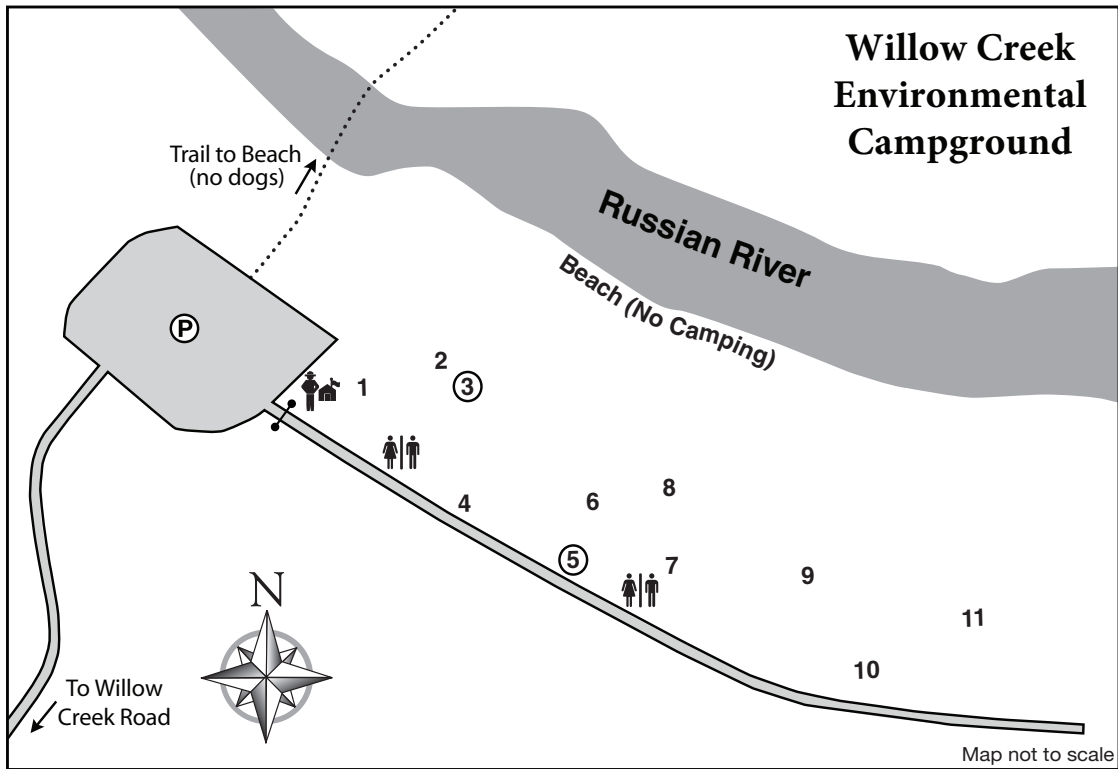 Willow Creek
Environmental
Campground
Trail to Beach
(no dogs)
Russian River
Beach (No Camping)
P
1
2
3
4
5
6
7
8
9
10
11
N
To Willow
Creek Road
Map not to scale